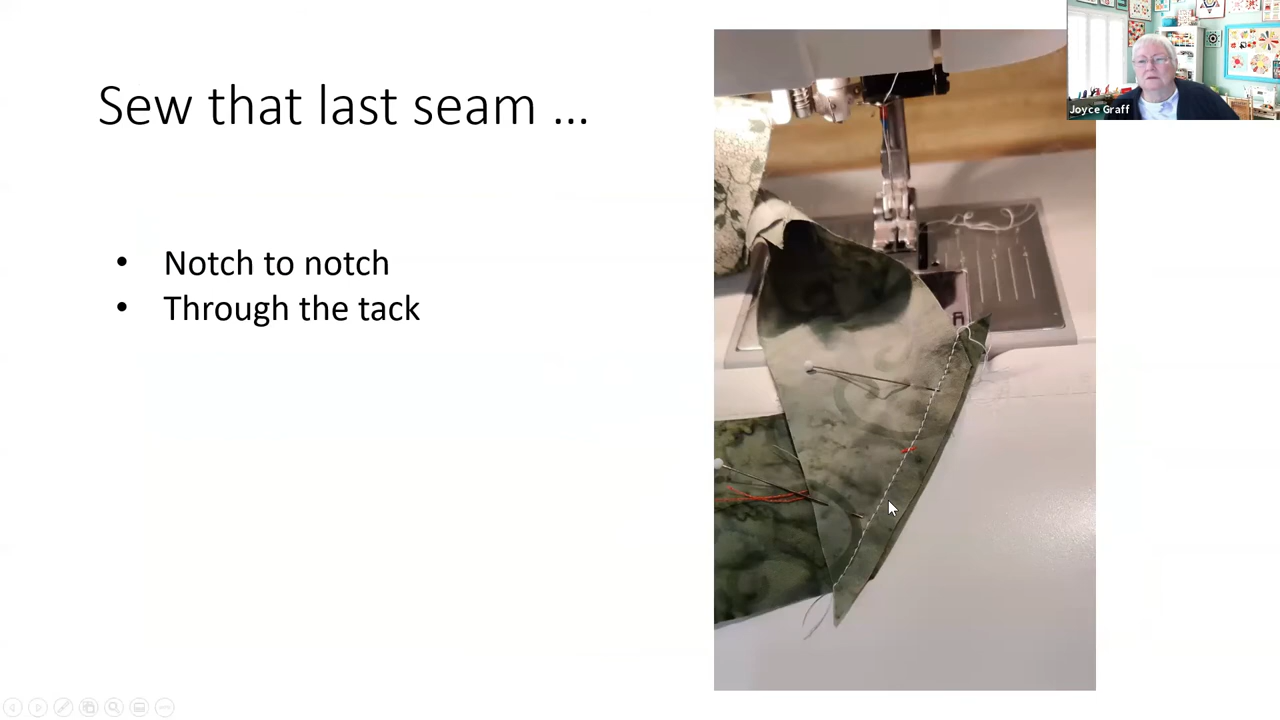 Sew that last seam ...
Notch to notch
Through the tack
Joyce Graff